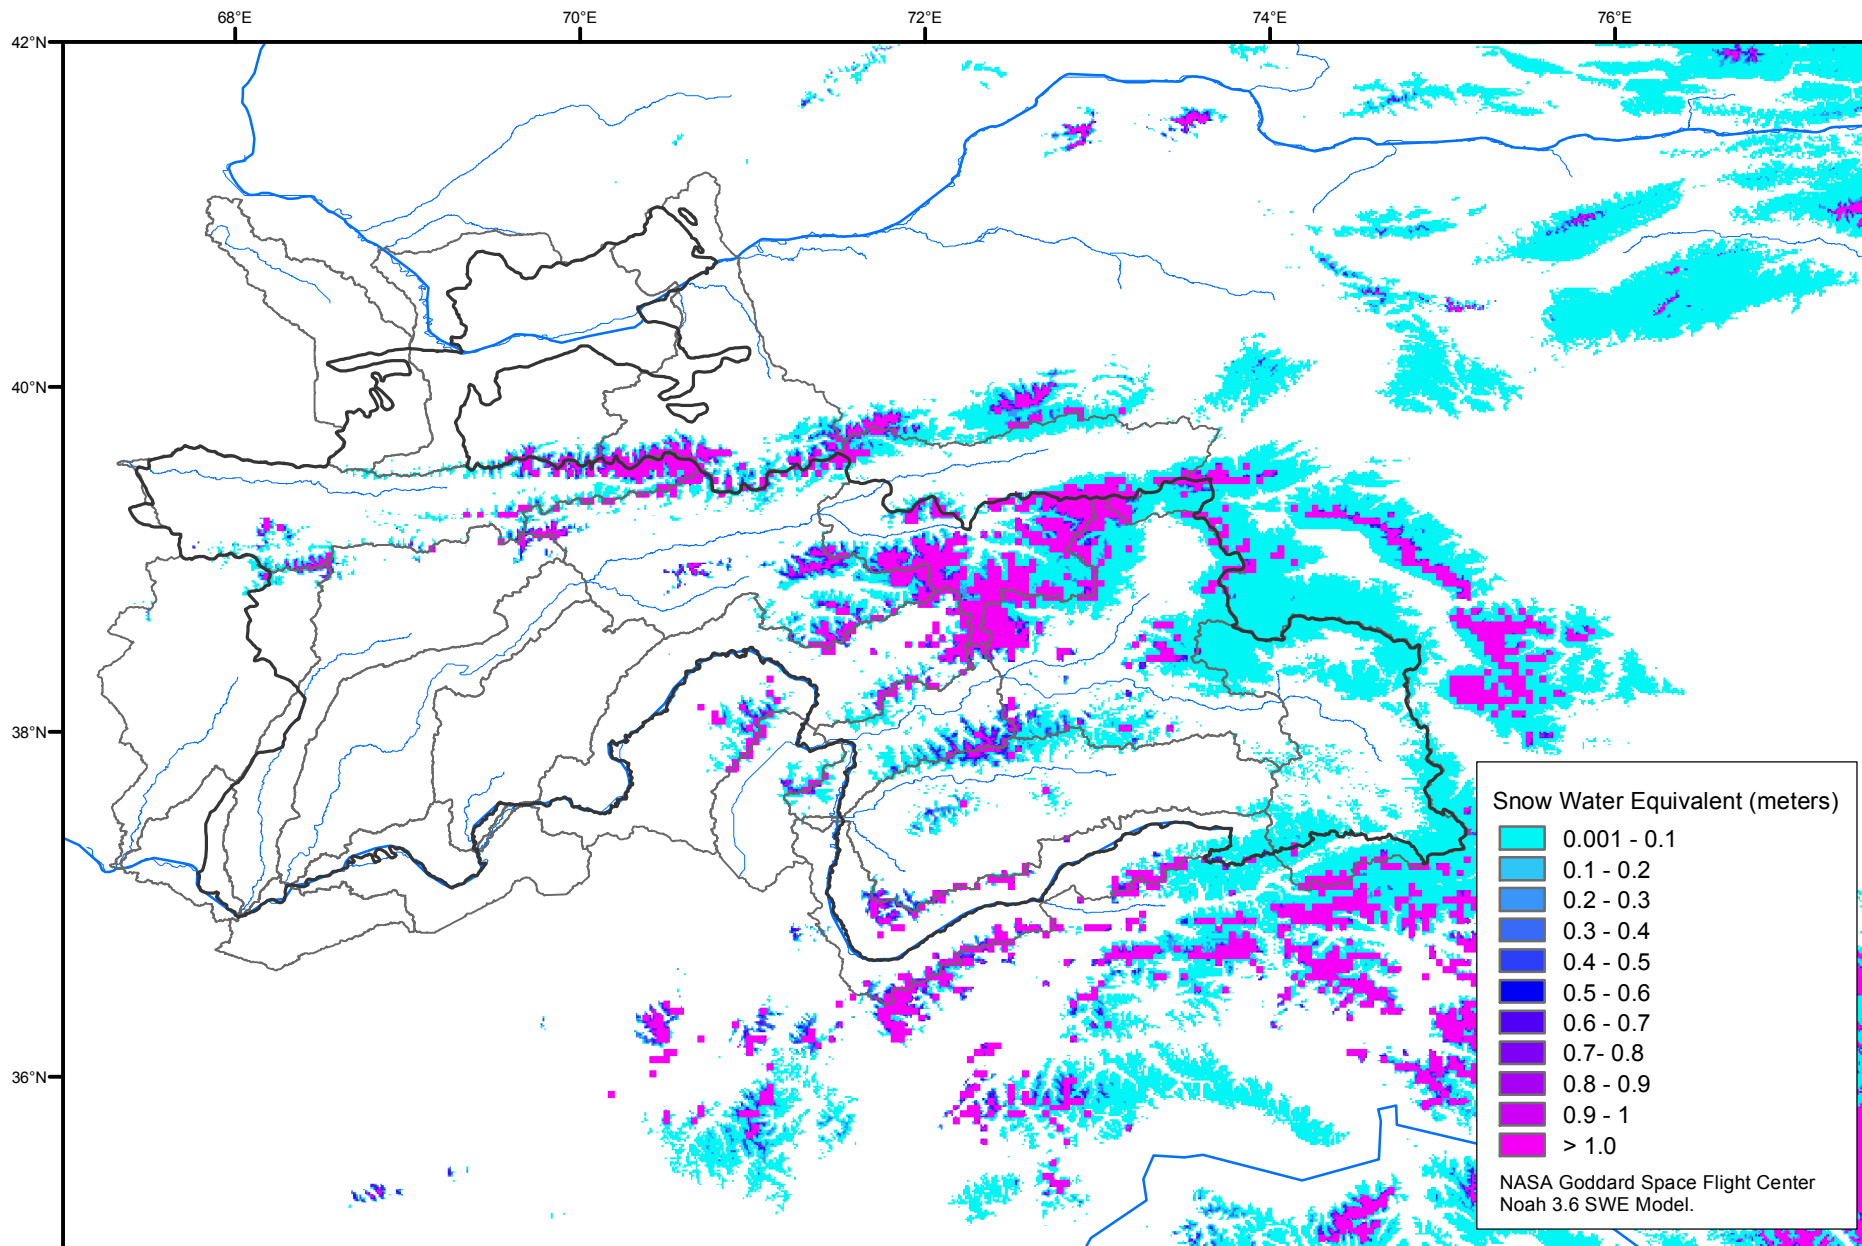 68°E
70°E
72°E
74°E
76°E
42°N
40°N
38°N
36°N
Snow Water Equivalent (meters)
0.001 - 0.1
0.1 - 0.2
0.2 - 0.3
0.3 - 0.4
0.4 - 0.5
0.5 - 0.6
0.6 - 0.7
0.7- 0.8
0.8 - 0.9
0.9 - 1
> 1.0
NASA Goddard Space Flight Center
Noah 3.6 SWE Model.